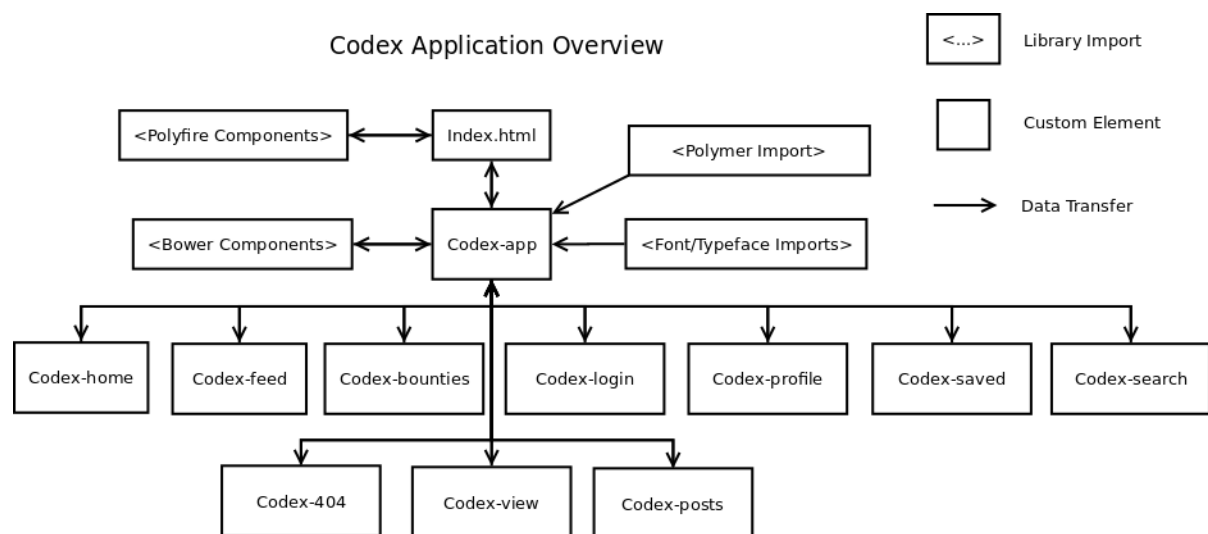 Codex Application Overview
<...>
Library Import
Custom Element
Data Transfer
<Polyfire Components>
Index.html
<Polymer Import>
<Bower Components>
Codex-app
<Font/Typeface Imports>
Codex-home
Codex-feed
Codex-bounties
Codex-login
Codex-profile
Codex-saved
Codex-search
Codex-404
Codex-view
Codex-posts